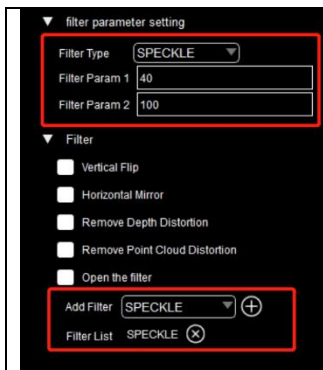 filter parameter setting
Filter Type SPECKLE
Filter Param 1 40
Filter Param 2 100
Filter
Vertical Flip
Horizontal Mirror
Remove Depth Distortion
Remove Point Cloud Distortion
Open the filter
Add Filter SPECKLE
Filter List SPECKLE